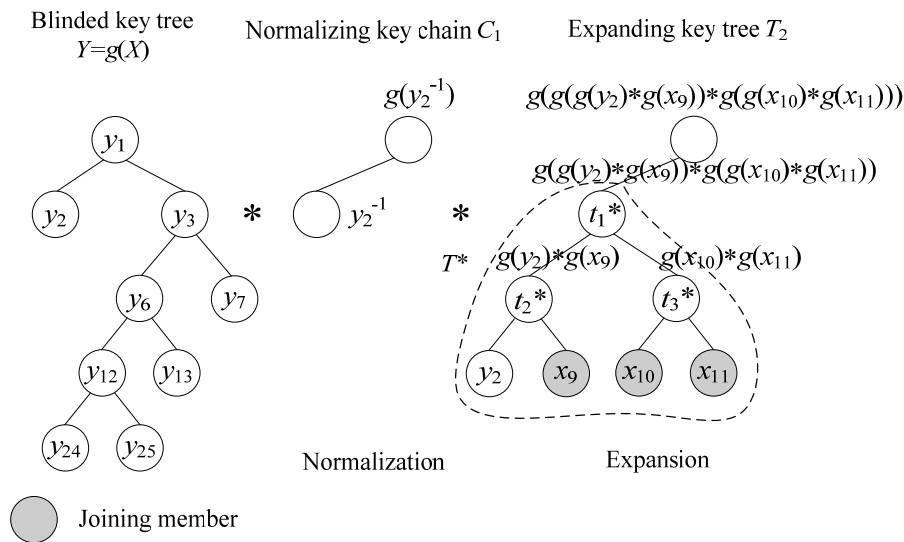 Blinded key tree
Y=g(X)
Normalizing key chain C₁
Expanding key tree T₂
g(y₂⁻¹)
g(g(g(y₂)*g(x₉))*g(g(x₁₀)*g(x₁₁)))
y₁
g(g(y₂)*g(x₉))*g(g(x₁₀)*g(x₁₁))
y₂
y₃
*
y₂⁻¹
*
t₁*
T*
g(y₂)*g(x₉)
g(x₁₀)*g(x₁₁)
y₆
y₇
t₂*
t₃*
y₁₂
y₁₃
y₂
x₉
x₁₀
x₁₁
y₂₄
y₂₅
Normalization
Expansion
Joining member